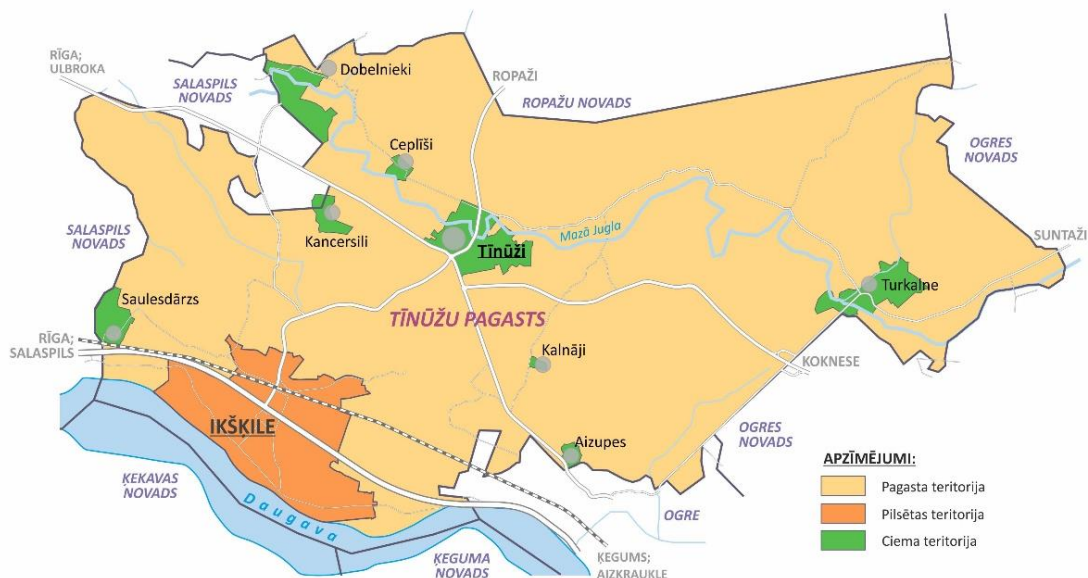 RĪGA;
ULBROKA
SALASPILS
NOVADS
Dobelnieki
ROPAŽI
ROPAŽU NOVADS
Ceplīši
OGRES
NOVADS
SALASPILS
NOVADS
Kancersili
Tīnūži
Mazā Jugla
SUNTAŽI
Turkalne
Saulesdārzs
TĪNŪŽU PAGASTS
RĪGA;
SALASPILS
Kalnāji
KOKNESE
IKŠĶILE
Aizupes
OGRES
NOVADS
ĶEKAVAS
NOVADS
Daugava
OGRE
ĶEGUMA
NOVADS
ĶEGUMS;
AIZKRAUKLE
APZĪMĒJUMI:
Pagasta teritorija
Pilsētas teritorija
Ciema teritorija